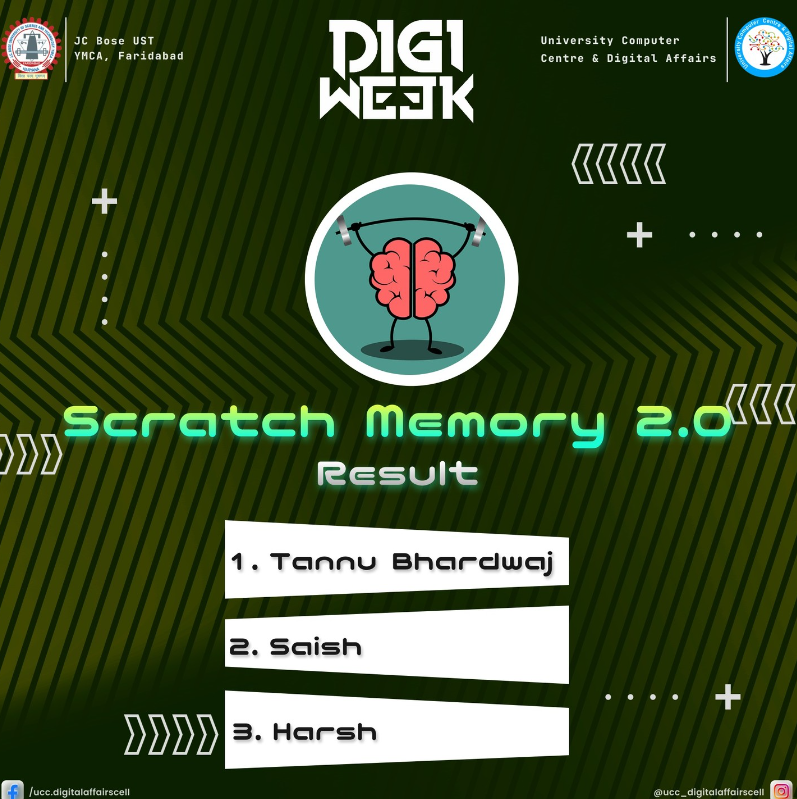 JC Bose UST
YMCA, Faridabad
DIGI
WEEK
University Computer
Centre & Digital Affairs
Scratch Memory 2.0
Result
1. Tannu Bhardwaj
2. Saish
3. Harsh
/ucc.digitalaffairscell
@ucc_digitalaffairscell